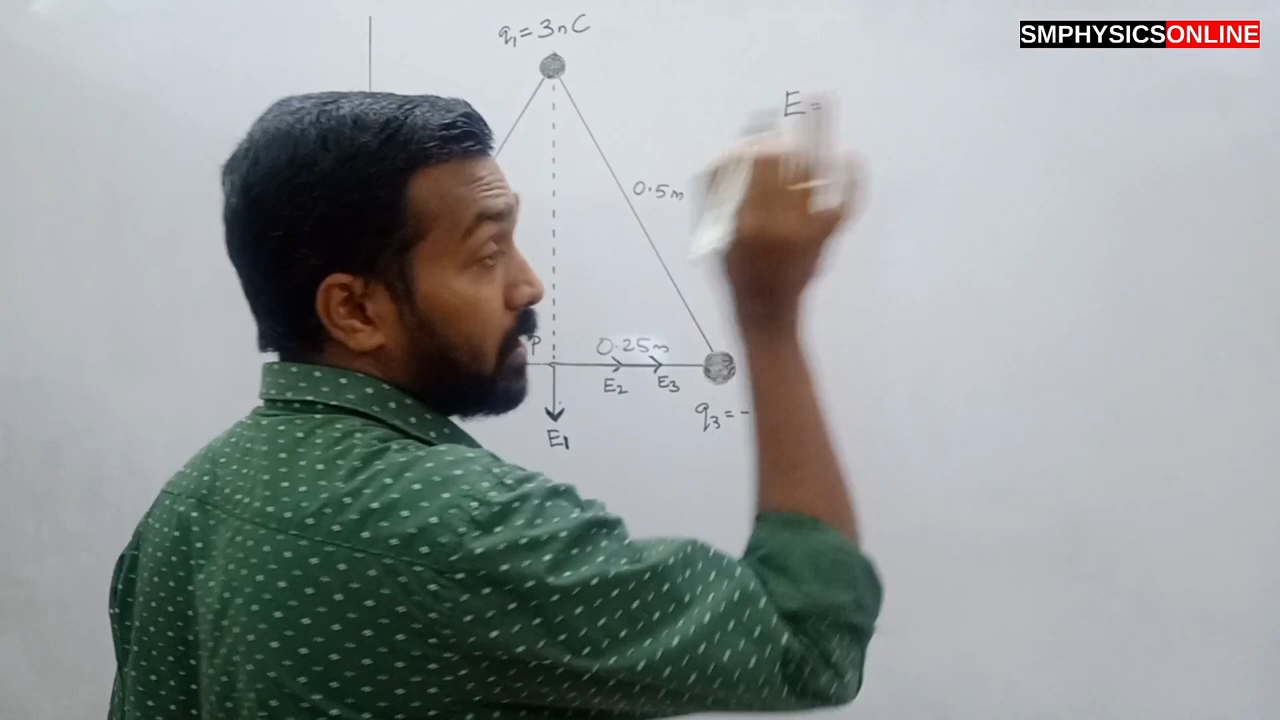 SMPHYSICSONLINE
q₁ = 3nC
E =
0.5m
P
0.25m
E₂
E₃
q₃ = -
E₁